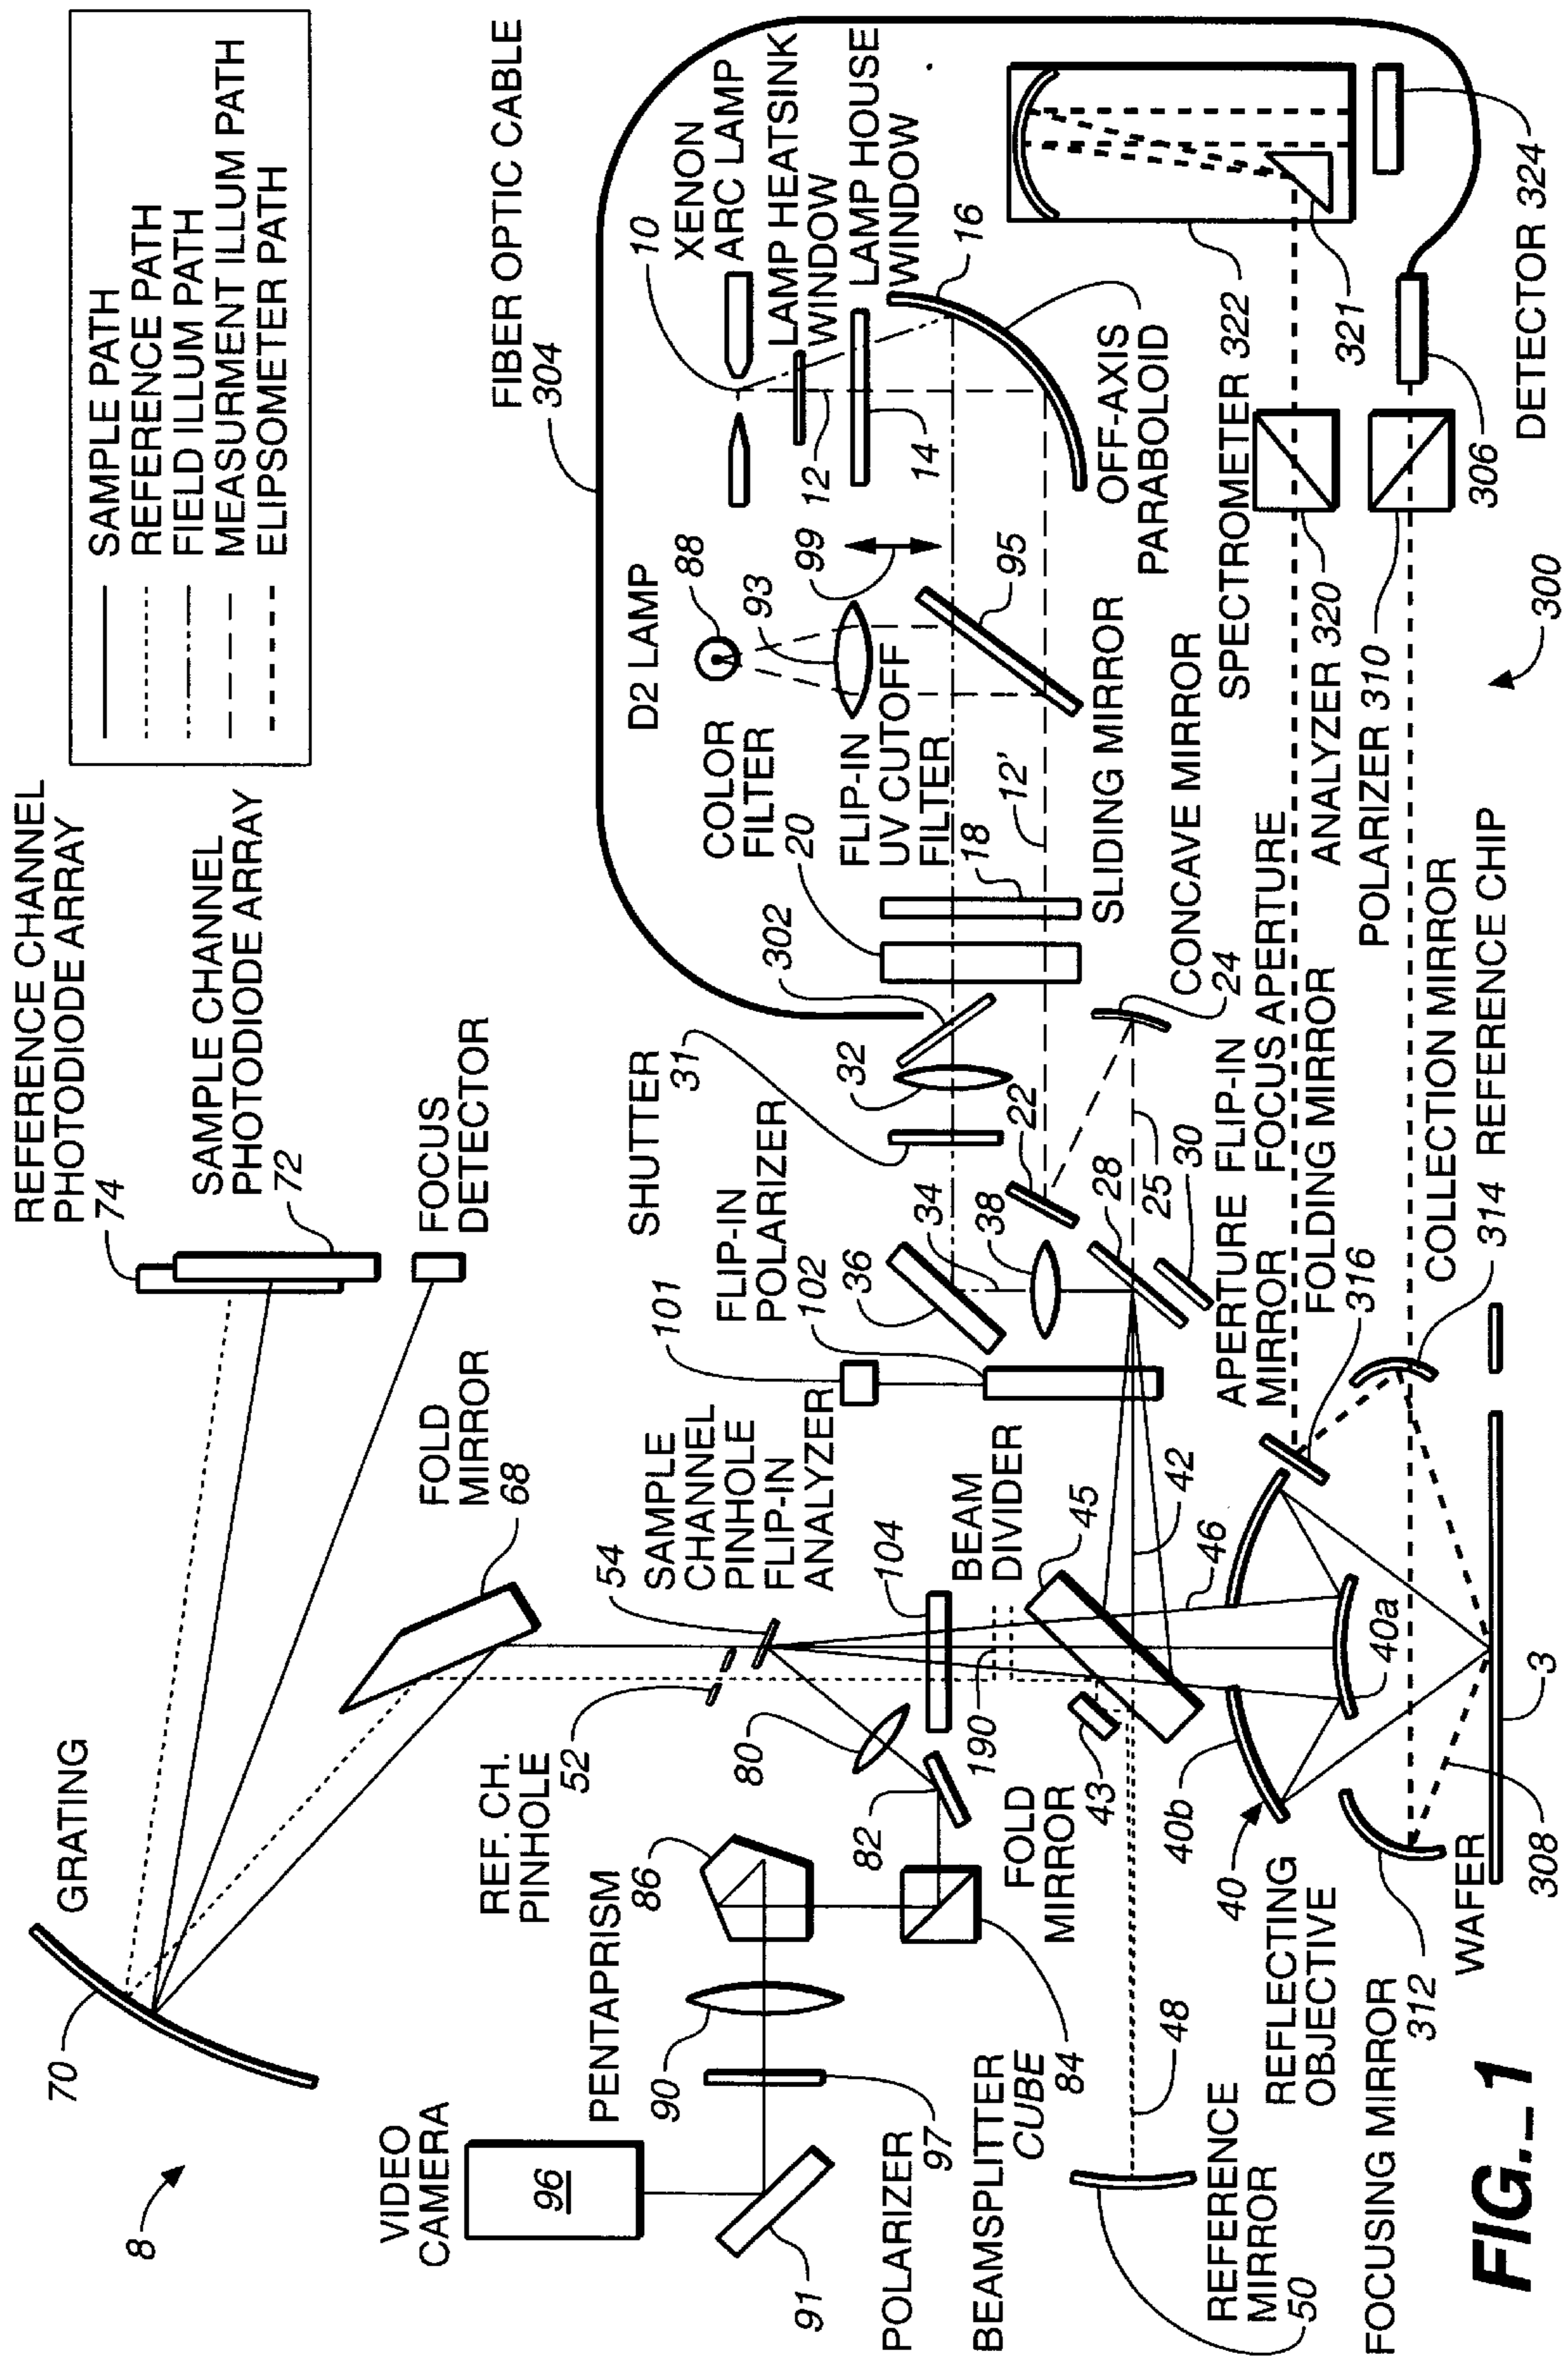 SAMPLE PATH
REFERENCE PATH
FIELD ILLUM PATH
MEASURMENT ILLUM PATH
ELIPSOMETER PATH
REFERENCE CHANNEL
PHOTODIODE ARRAY
74
SAMPLE CHANNEL
PHOTODIODE ARRAY
72
FOCUS
DETECTOR
FOLD
MIRROR
68
GRATING
70
8
FIBER OPTIC CABLE
304
10
XENON
ARC LAMP
LAMP HEATSINK
WINDOW
LAMP HOUSE
WINDOW
12
14
16
OFF-AXIS
PARABOLOID
D2 LAMP
88
93
99
95
COLOR
FILTER
20
FLIP-IN
UV CUTOFF
FILTER
18
12'
SLIDING MIRROR
302
SHUTTER
31
32
22
CONCAVE MIRROR
24
25
FLIP-IN
POLARIZER
101
102
34
36
38
28
30
APERTURE
MIRROR
FLIP-IN
FOCUS APERTURE
FOLDING MIRROR
316
SPECTROMETER 322
321
DETECTOR 324
ANALYZER 320
POLARIZER 310
306
300
COLLECTION MIRROR
314
REFERENCE CHIP
SAMPLE
CHANNEL
PINHOLE
54
FLIP-IN
ANALYZER
104
BEAM
DIVIDER
45
42
46
REF. CH.
PINHOLE
52
80
82
190
FOLD
MIRROR
43
40b
40a
40
REFLECTING
OBJECTIVE
3
308
WAFER
FOCUSING MIRROR
312
PENTAPRISM
86
90
VIDEO
CAMERA
96
91
POLARIZER
97
BEAMSPLITTER
CUBE
84
48
REFERENCE
MIRROR
50
FIG._1